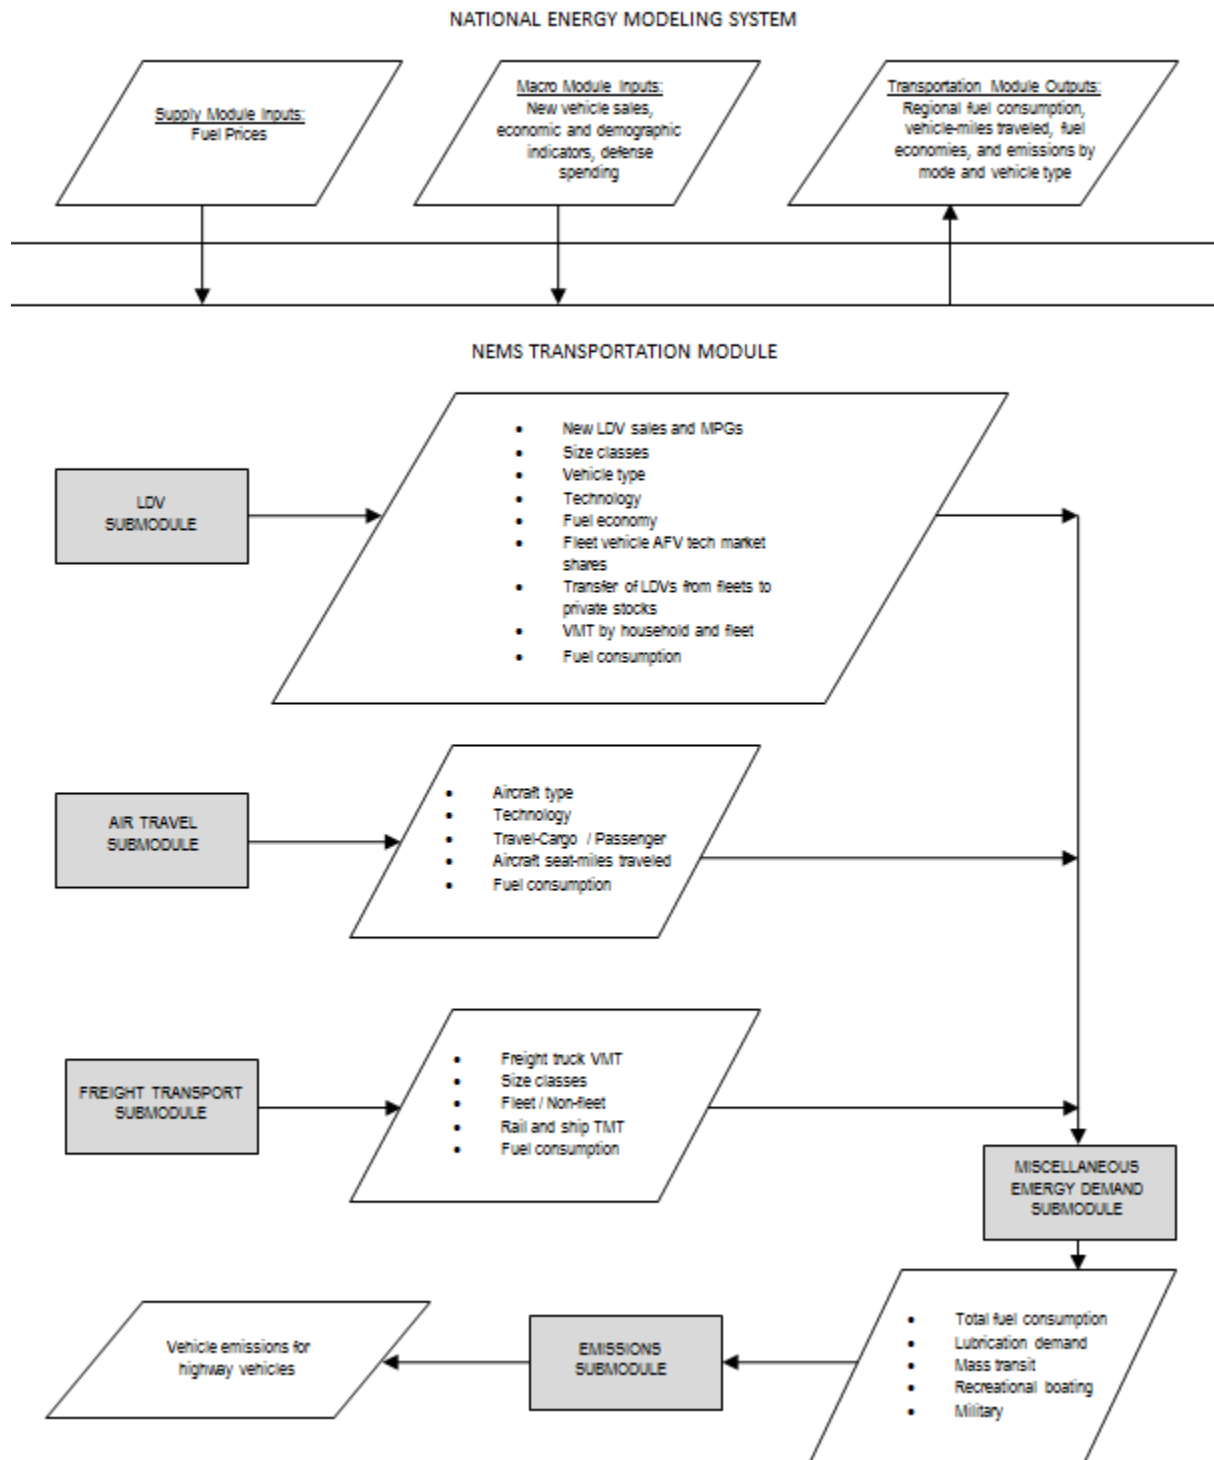 NATIONAL ENERGY MODELING SYSTEM
Supply Module Inputs:
Fuel Prices
Macro Module Inputs:
New vehicle sales,
economic and demographic
indicators, defense
spending
Transportation Module Outputs:
Regional fuel consumption,
vehicle-miles traveled, fuel
economies, and emissions by
mode and vehicle type
NEMS TRANSPORTATION MODULE
LDV
SUBMODULE
• New LDV sales and MPGs
• Size classes
• Vehicle type
• Technology
• Fuel economy
• Fleet vehicle AFV tech market
shares
• Transfer of LDVs from fleets to
private stocks
• VMT by household and fleet
• Fuel consumption
AIR TRAVEL
SUBMODULE
• Aircraft type
• Technology
• Travel-Cargo / Passenger
• Aircraft seat-miles traveled
• Fuel consumption
FREIGHT TRANSPORT
SUBMODULE
• Freight truck VMT
• Size classes
• Fleet / Non-fleet
• Rail and ship TMT
• Fuel consumption
MISCELLANEOUS
EMERGY DEMAND
SUBMODULE
• Total fuel consumption
• Lubrication demand
• Mass transit
• Recreational boating
• Military
EMISSIONS
SUBMODULE
Vehicle emissions for
highway vehicles